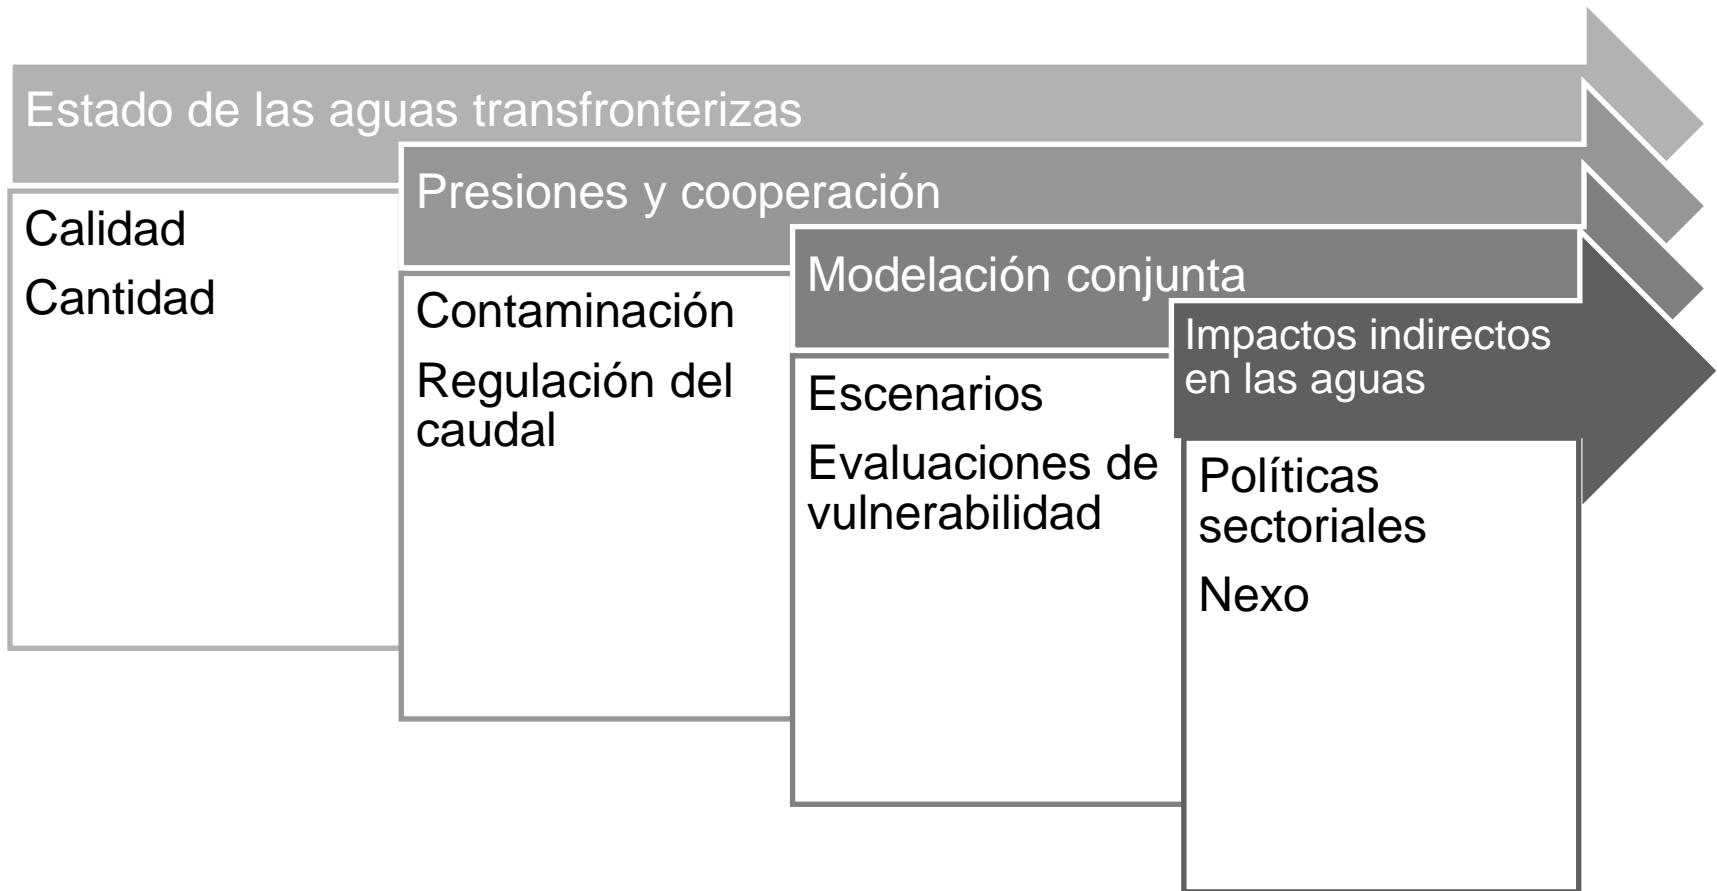 Estado de las aguas transfronterizas
Calidad
Cantidad
Presiones y cooperación
Contaminación
Regulación del
caudal
Modelación conjunta
Escenarios
Evaluaciones de
vulnerabilidad
Impactos indirectos
en las aguas
Políticas
sectoriales
Nexo